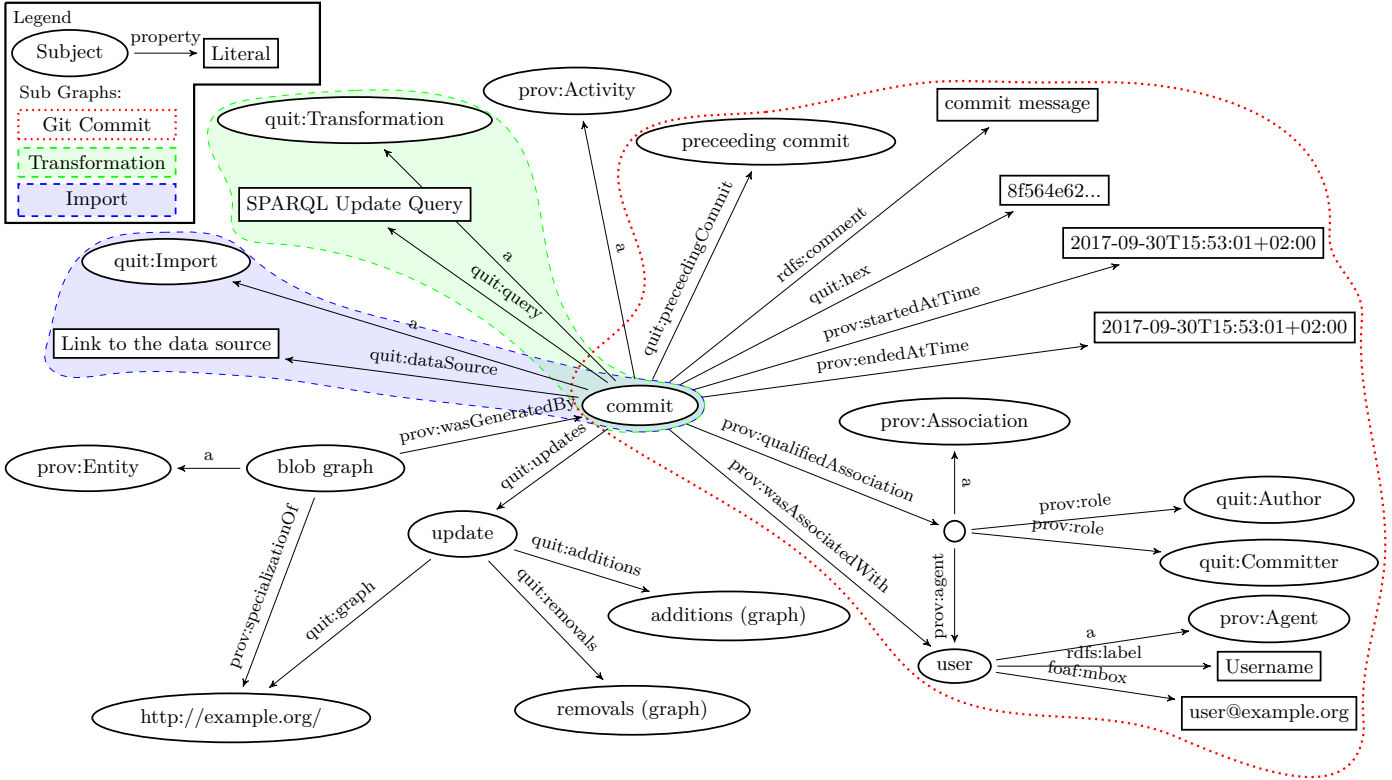 Legend
Subject
property
Literal
Sub Graphs:
Git Commit
Transformation
Import
prov:Activity
quit:Transformation
preceeding commit
commit message
SPARQL Update Query
8f564e62...
a
a
quit:preceedingCommit
rdfs:comment
quit:hex
2017-09-30T15:53:01+02:00
quit:Import
quit:query
prov:startedAtTime
2017-09-30T15:53:01+02:00
a
Link to the data source
quit:dataSource
prov:endedAtTime
commit
prov:wasGeneratedBy
prov:Association
prov:Entity
a
blob graph
quit:updates
prov:qualifiedAssociation
prov:wasAssociatedWith
a
prov:role
quit:Author
prov:role
quit:Committer
update
prov:specializationOf
quit:graph
quit:additions
quit:removals
additions (graph)
prov:agent
a
prov:Agent
user
rdfs:label
Username
foaf:mbox
user@example.org
http://example.org/
removals (graph)